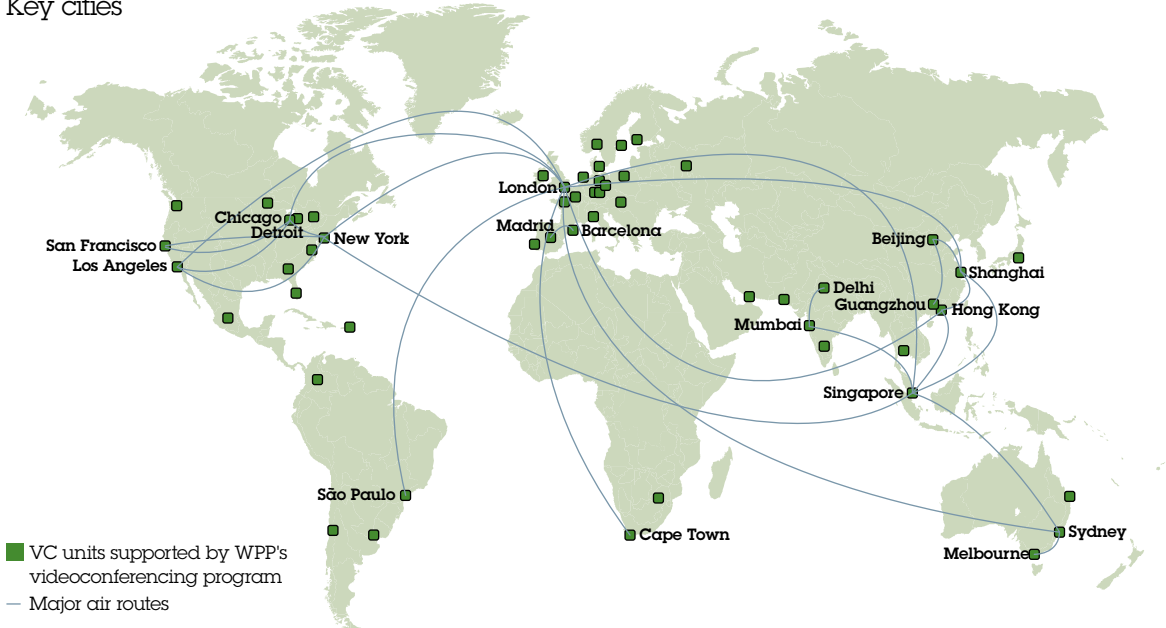 Key cities
London
Chicago
Detroit
Madrid
Barcelona
San Francisco
New York
Beijing
Los Angeles
Shanghai
Delhi
Guangzhou
Hong Kong
Mumbai
Singapore
São Paulo
Cape Town
Sydney
Melbourne
VC units supported by WPP's
videoconferencing program
Major air routes